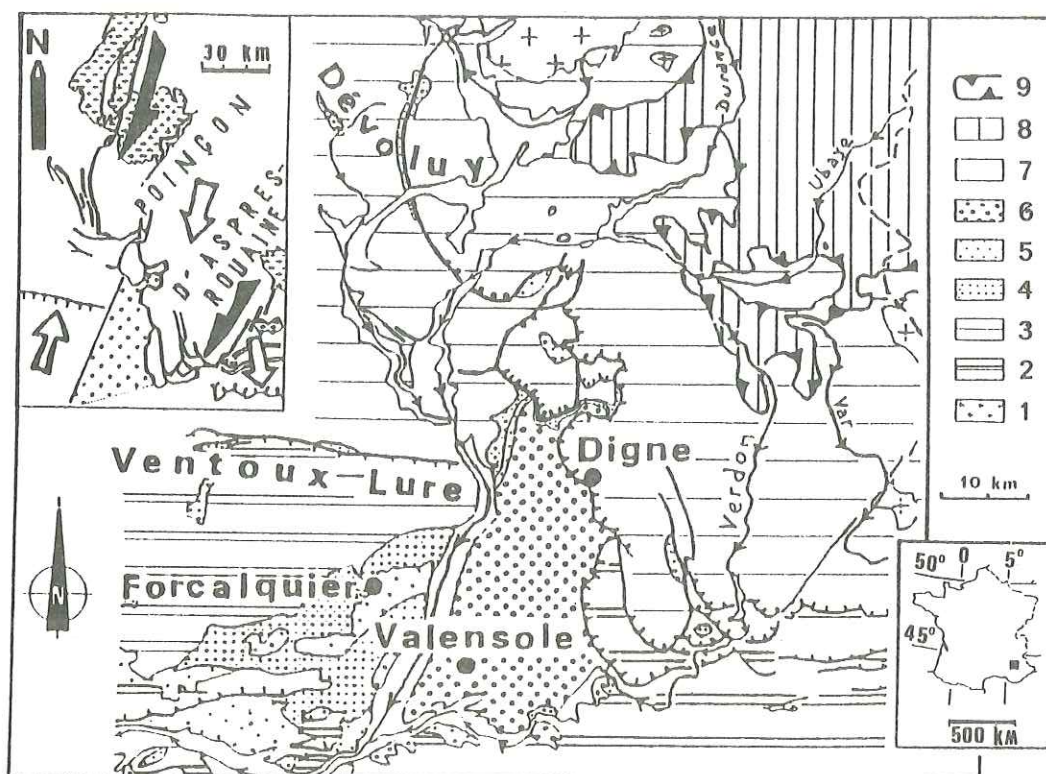 N
30 km
POINÇON
D'ASPRES-
ROUAINE
Dévoluy
Durance
Ubaye
Ventoux-Lure
Digne
Verdon
Var
Forcalquier
Valensole
N
9
8
7
6
5
4
3
2
1
10 km
50° 0 5°
45°
500 km